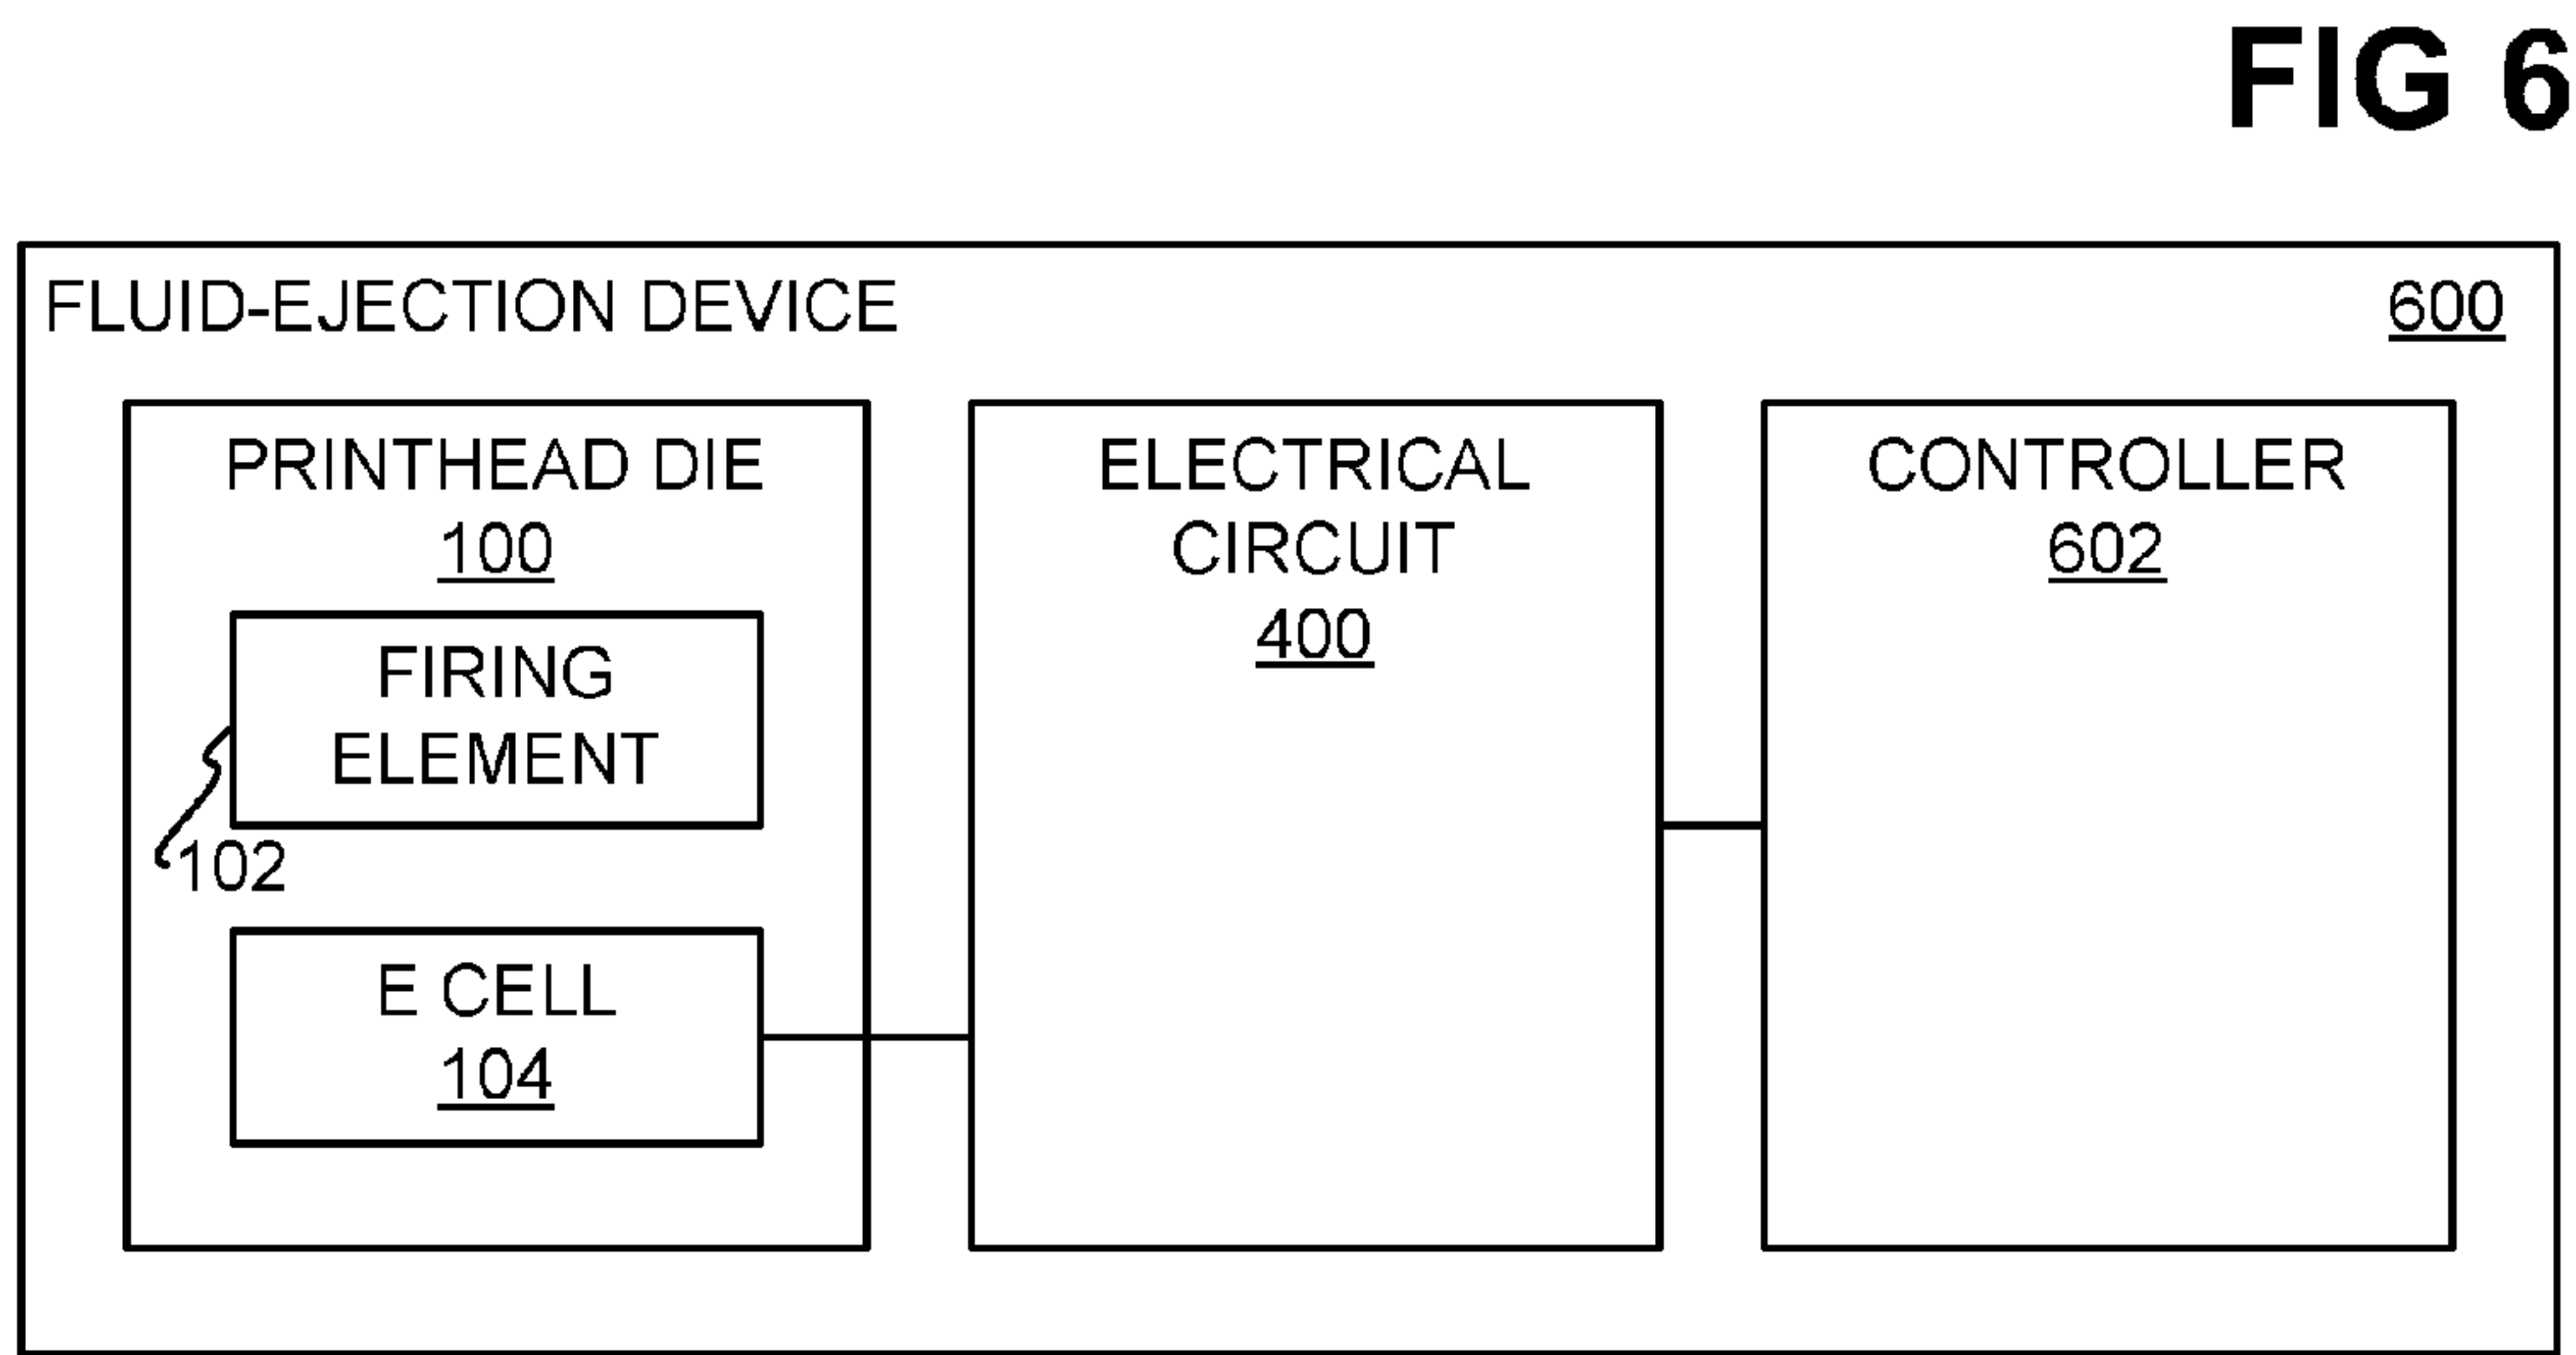 FIG 6
FLUID-EJECTION DEVICE
600
PRINTHEAD DIE
100
FIRING
ELEMENT
102
E CELL
104
ELECTRICAL
CIRCUIT
400
CONTROLLER
602